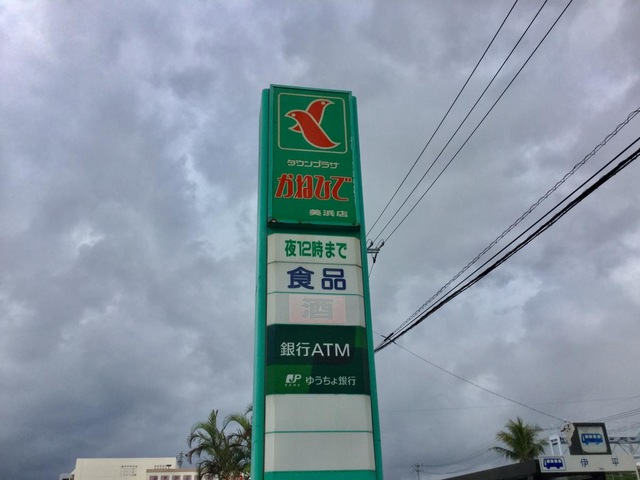 タウンプラザ
かねひで
美浜店
夜12時まで
食品
酒
銀行ATM
JP
BANK
ゆうちょ銀行
伊平